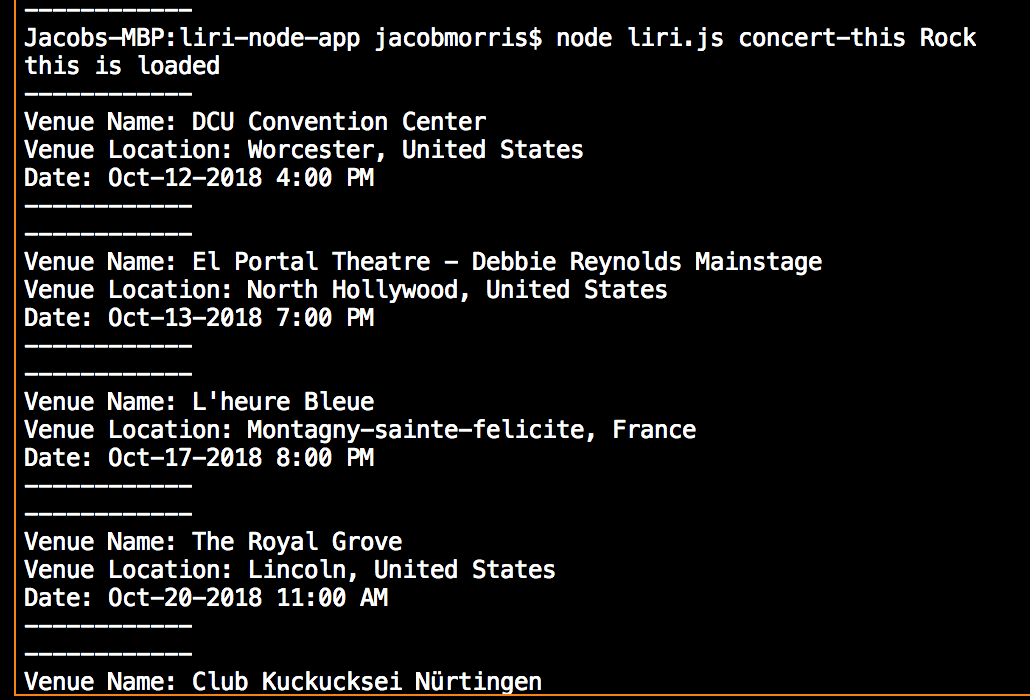 ------------
Jacobs-MBP:liri-node-app jacobmorris$ node liri.js concert-this Rock
this is loaded
------------
Venue Name: DCU Convention Center
Venue Location: Worcester, United States
Date: Oct-12-2018 4:00 PM
------------
------------
Venue Name: El Portal Theatre - Debbie Reynolds Mainstage
Venue Location: North Hollywood, United States
Date: Oct-13-2018 7:00 PM
------------
------------
Venue Name: L'heure Bleue
Venue Location: Montagny-sainte-felicite, France
Date: Oct-17-2018 8:00 PM
------------
------------
Venue Name: The Royal Grove
Venue Location: Lincoln, United States
Date: Oct-20-2018 11:00 AM
------------
------------
Venue Name: Club Kuckucksei Nürtingen